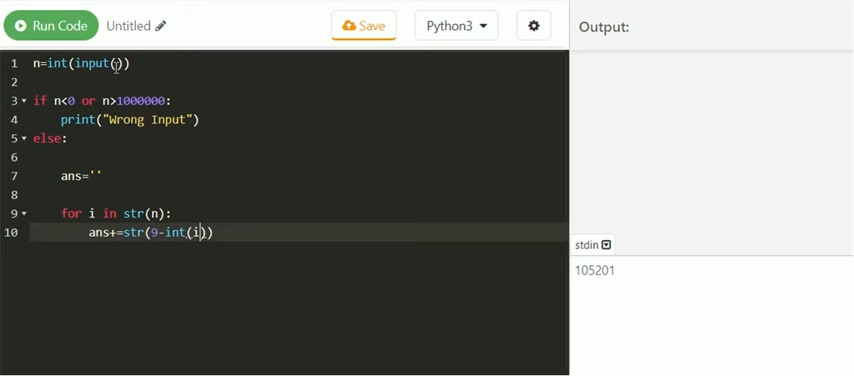 Run Code Untitled Save Python3 Output:
1 n=int(input())
2
3 if n<0 or n>1000000:
4 print("Wrong Input")
5 else:
6
7 ans=''
8
9 for i in str(n):
10 ans+=str(9-int(i))
stdin
105201